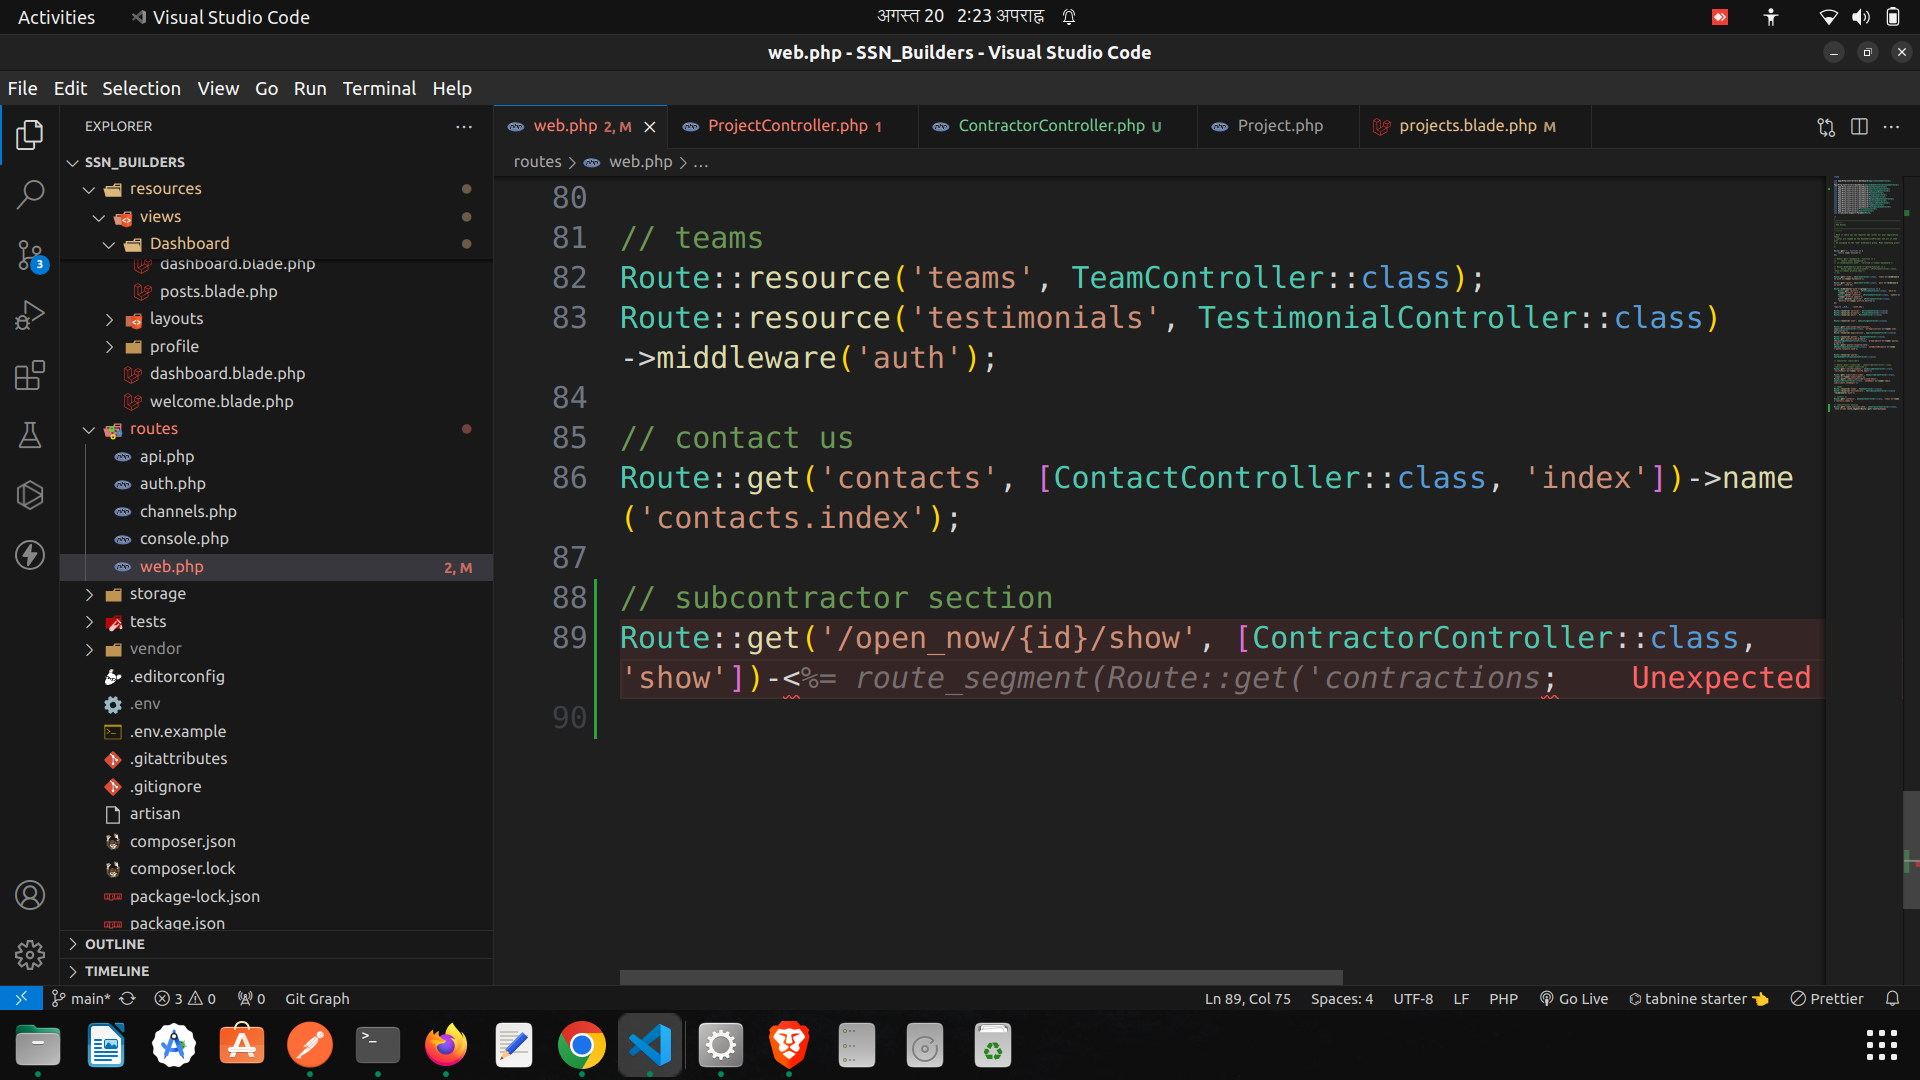 Activities
Visual Studio Code
अगस्त 20 2:23 अपराह्न
web.php - SSN_Builders - Visual Studio Code
File Edit Selection View Go Run Terminal Help
EXPLORER
web.php 2, M
ProjectController.php 1
ContractorController.php U
Project.php
projects.blade.php M
routes > web.php > ...
SSN_BUILDERS
resources
views
Dashboard
dashboard.blade.php
posts.blade.php
layouts
profile
dashboard.blade.php
welcome.blade.php
routes
api.php
auth.php
channels.php
console.php
web.php 2, M
storage
tests
vendor
.editorconfig
.env
.env.example
.gitattributes
.gitignore
artisan
composer.json
composer.lock
package-lock.json
package.json
OUTLINE
TIMELINE
3
80
81 // teams
82 Route::resource('teams', TeamController::class);
83 Route::resource('testimonials', TestimonialController::class)
->middleware('auth');
84
85 // contact us
86 Route::get('contacts', [ContactController::class, 'index'])->name
('contacts.index');
87
88 // subcontractor section
89 Route::get('/open_now/{id}/show', [ContractorController::class,
'show'])-<%= route_segment(Route::get('contractions; Unexpected
90
main* 3 0 0 Git Graph
Ln 89, Col 75 Spaces: 4 UTF-8 LF PHP Go Live tabnine starter Prettier